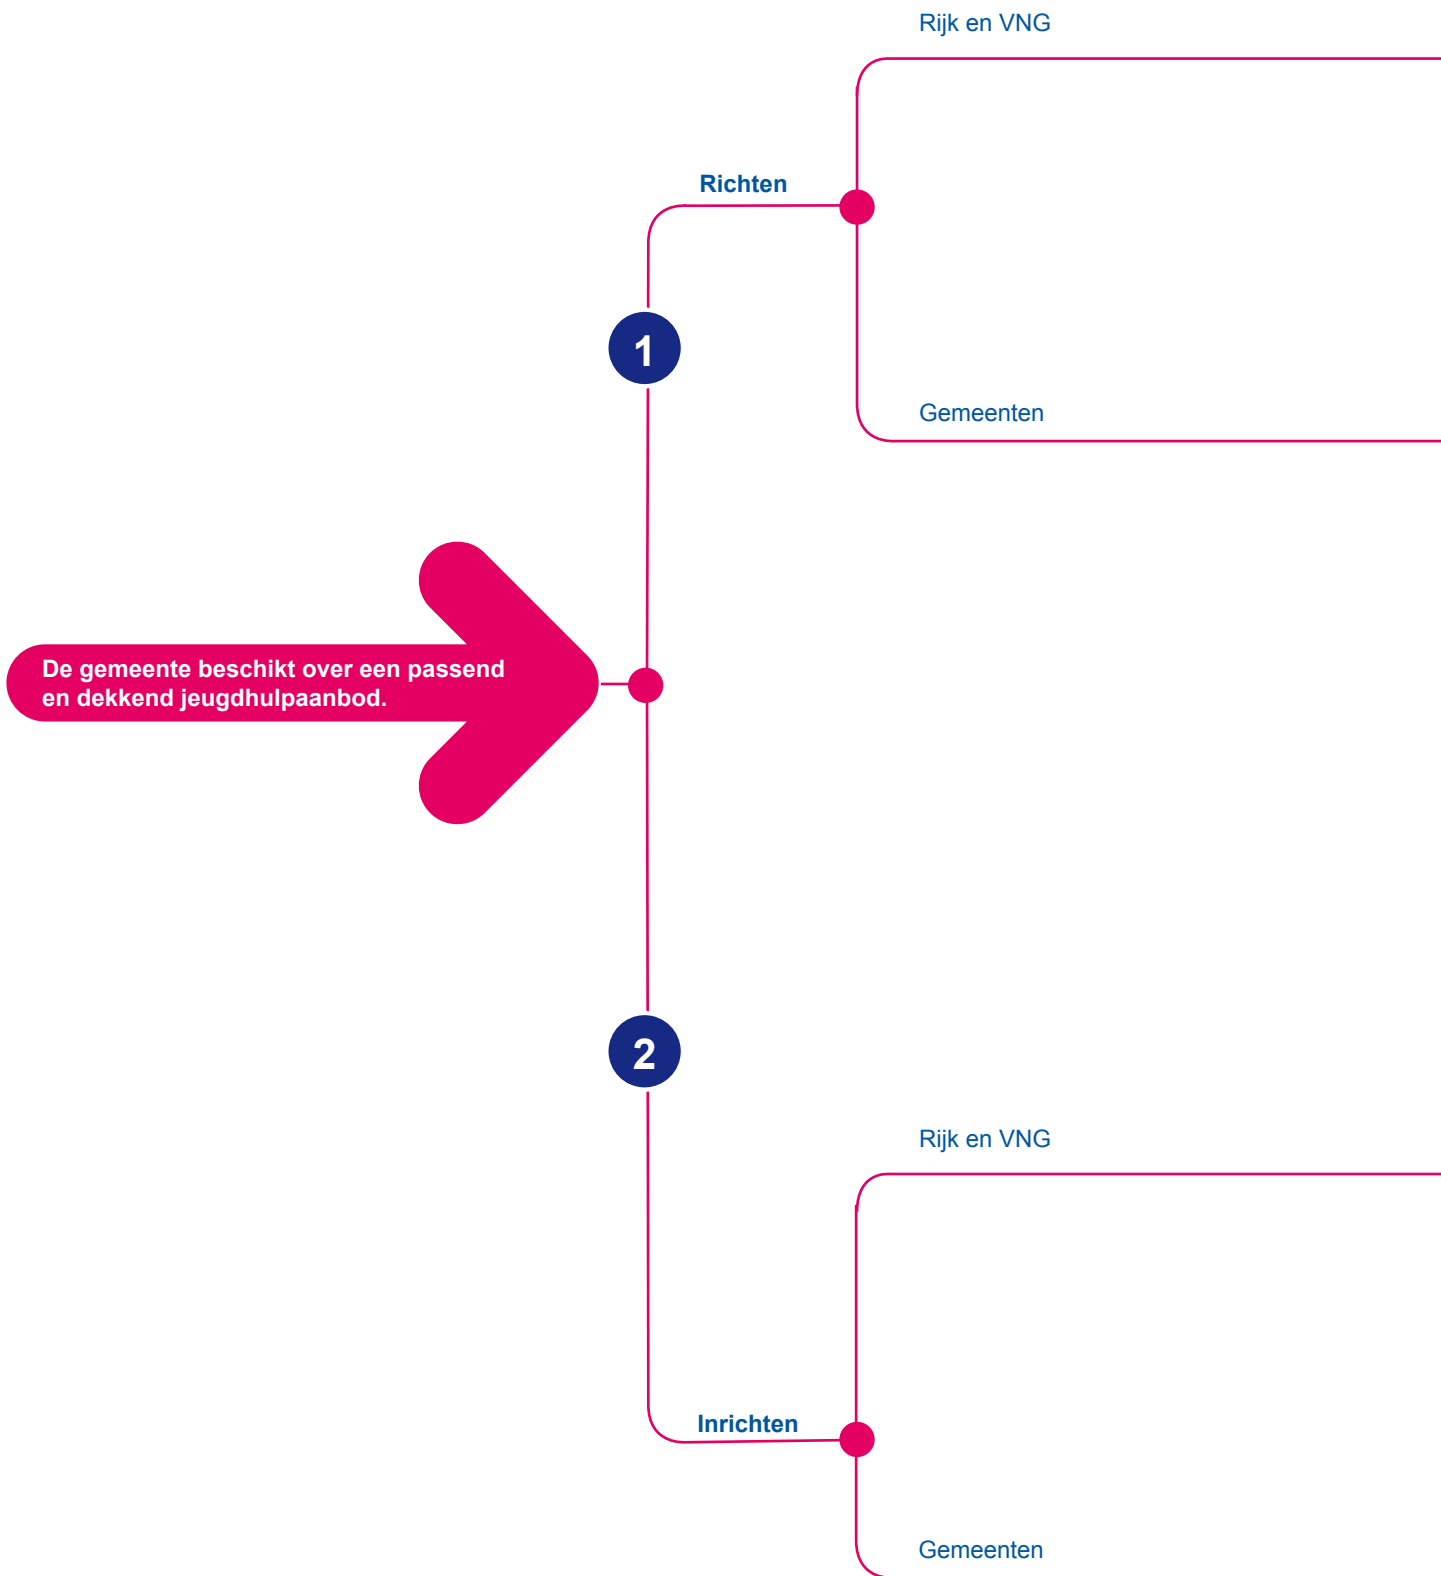 Rijk en VNG
Richten
1
Gemeenten
De gemeente beschikt over een passend
en dekkend jeugdhulpaanbod.
2
Rijk en VNG
Inrichten
Gemeenten